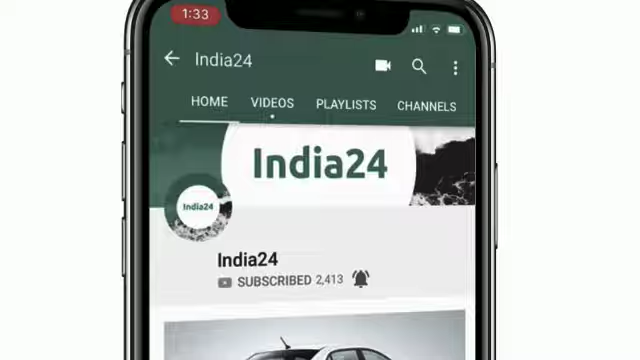 1:33
India24
HOME VIDEOS PLAYLISTS CHANNELS
India24
India24
India24
SUBSCRIBED 2,413